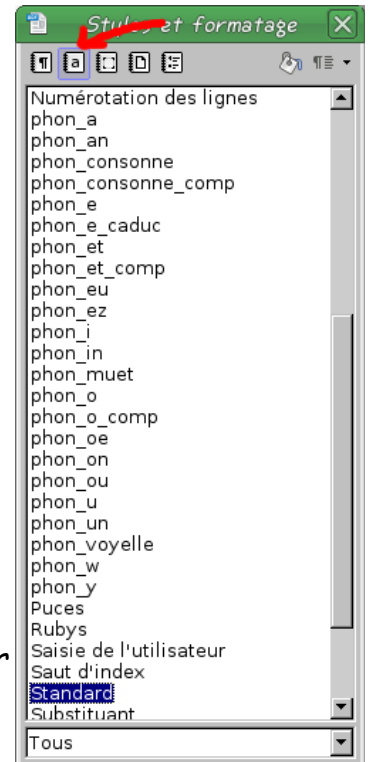 Styles et formatage
Numérotation des lignes
phon_a
phon_an
phon_consonne
phon_consonne_comp
phon_e
phon_e_caduc
phon_et
phon_et_comp
phon_eu
phon_ez
phon_i
phon_in
phon_muet
phon_o
phon_o_comp
phon_oe
phon_on
phon_ou
phon_u
phon_un
phon_voyelle
phon_w
phon_y
Puces
Rubys
Saisie de l'utilisateur
Saut d'index
Standard
Substituant
Tous